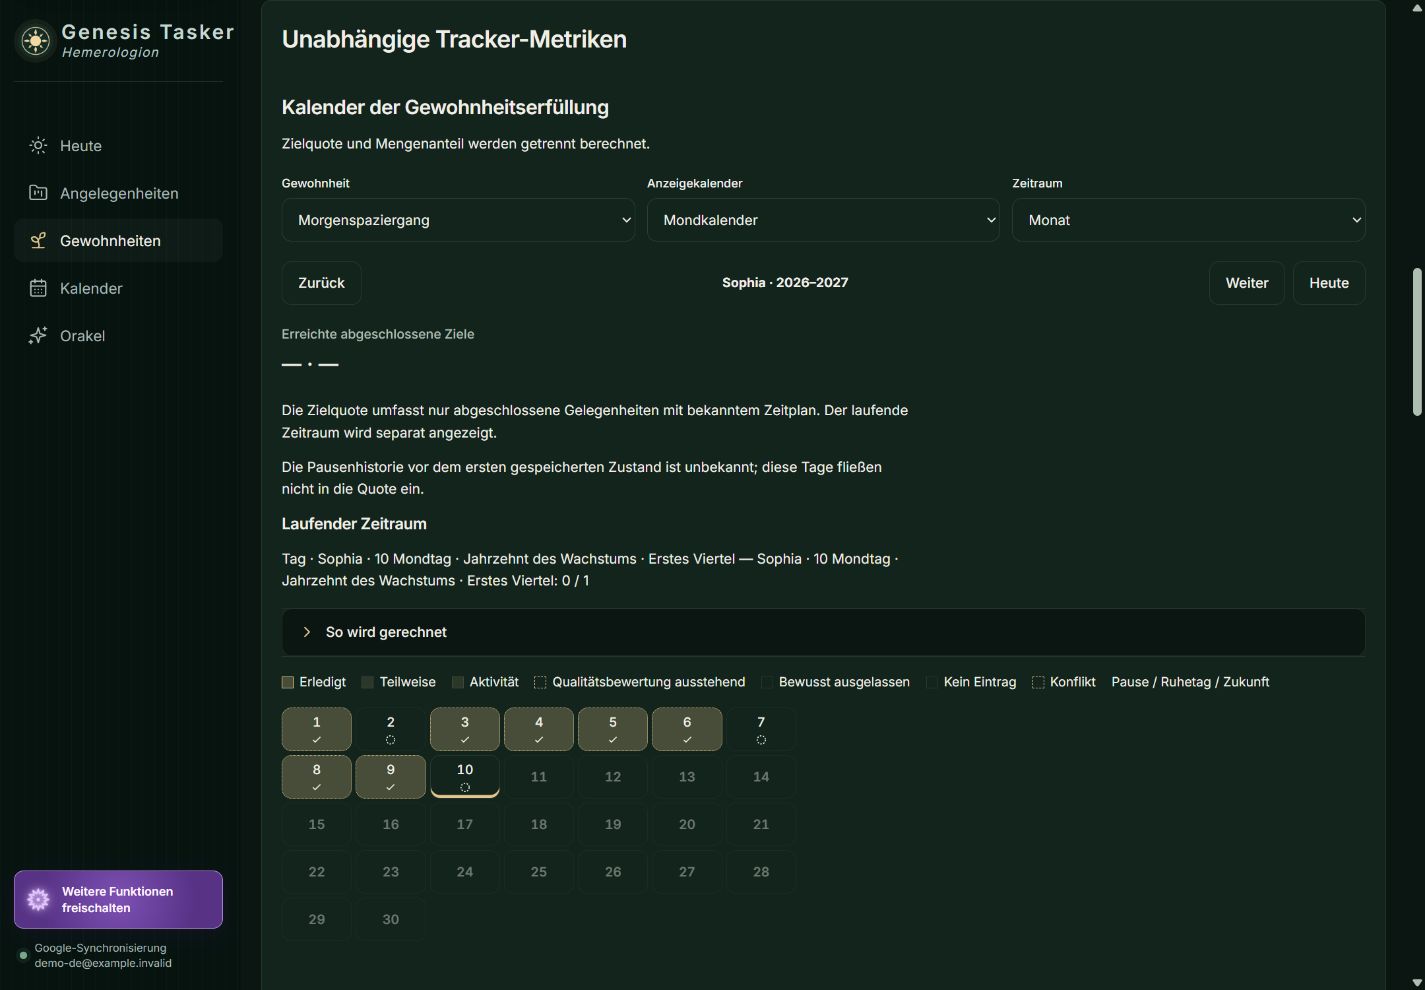 Genesis Tasker
Hemerologion
Heute
Angelegenheiten
Gewohnheiten
Kalender
Orakel
Weitere Funktionen
freischalten
Google-Synchronisierung
demo-de@example.invalid
Unabhängige Tracker-Metriken
Kalender der Gewohnheitserfüllung
Zielquote und Mengenanteil werden getrennt berechnet.
Gewohnheit Anzeigekalender Zeitraum
Morgenspaziergang Mondkalender Monat
Zurück Sophia · 2026–2027 Weiter Heute
Erreichte abgeschlossene Ziele
— · —
Die Zielquote umfasst nur abgeschlossene Gelegenheiten mit bekanntem Zeitplan. Der laufende
Zeitraum wird separat angezeigt.
Die Pausenhistorie vor dem ersten gespeicherten Zustand ist unbekannt; diese Tage fließen
nicht in die Quote ein.
Laufender Zeitraum
Tag · Sophia · 10 Mondtag · Jahrzehnt des Wachstums · Erstes Viertel — Sophia · 10 Mondtag ·
Jahrzehnt des Wachstums · Erstes Viertel: 0 / 1
So wird gerechnet
Erledigt Teilweise Aktivität Qualitätsbewertung ausstehend Bewusst ausgelassen Kein Eintrag Konflikt Pause / Ruhetag / Zukunft
1 2 3 4 5 6 7
8 9 10 11 12 13 14
15 16 17 18 19 20 21
22 23 24 25 26 27 28
29 30